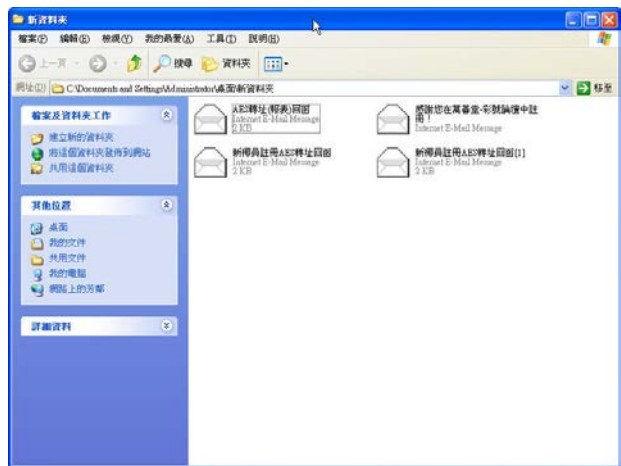 新資料夾
檔案(F) 編輯(E) 檢視(V) 我的最愛(A) 工具(T) 說明(H)
上一頁 搜尋 資料夾
網址(D) C:\Documents and Settings\Administrator\桌面\新資料夾 移至
檔案及資料夾工作
建立新的資料夾
將這個資料夾發佈到網站
共用這個資料夾
其他位置
桌面
我的文件
共用文件
我的電腦
網路上的芳鄰
詳細資料
AES轉址(報表)回函
Internet E-Mail Message
2 KB
感謝您在萬善堂-彩號論壇中註
冊!
Internet E-Mail Message
新學員註冊AES轉址回函
Internet E-Mail Message
2 KB
新學員註冊AES轉址回函[1]
Internet E-Mail Message
2 KB